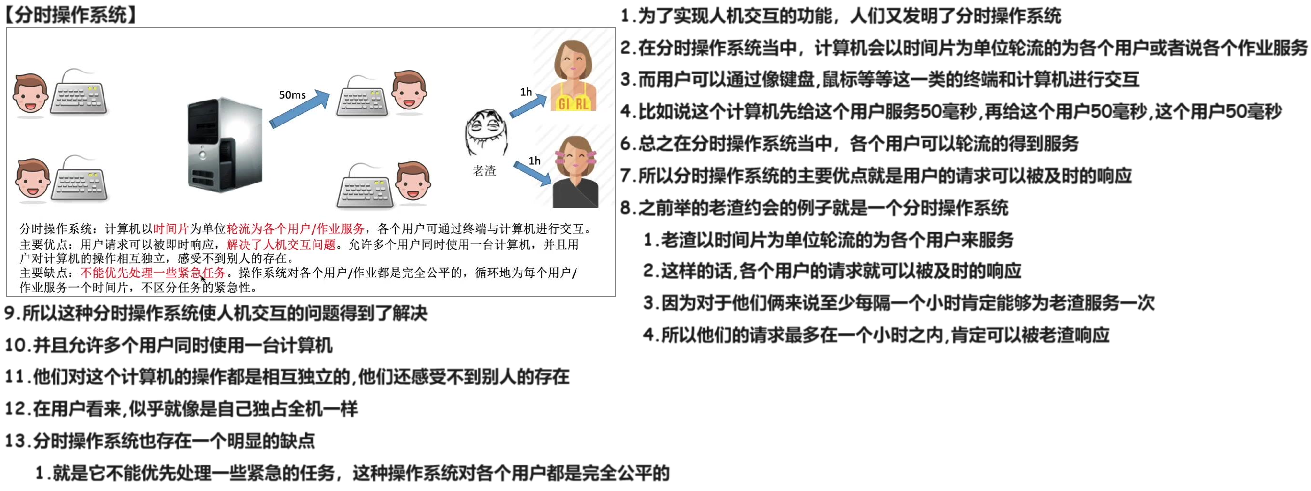 【分时操作系统】
50ms
1h
GI RL
1h
老渣
分时操作系统：计算机以时间片为单位轮流为各个用户/作业服务，各个用户可通过终端与计算机进行交互。
主要优点：用户请求可以被即时响应，解决了人机交互问题。允许多个用户同时使用一台计算机，并且用
户对计算机的操作相互独立，感受不到别人的存在。
主要缺点：不能优先处理一些紧急任务。操作系统对各个用户/作业都是完全公平的，循环地为每个用户/
作业服务一个时间片，不区分任务的紧急性。
1.为了实现人机交互的功能，人们又发明了分时操作系统
2.在分时操作系统当中，计算机会以时间片为单位轮流的为各个用户或者说各个作业服务
3.而用户可以通过像键盘,鼠标等等这一类的终端和计算机进行交互
4.比如说这个计算机先给这个用户服务50毫秒,再给这个用户50毫秒,这个用户50毫秒
6.总之在分时操作系统当中，各个用户可以轮流的得到服务
7.所以分时操作系统的主要优点就是用户的请求可以被及时的响应
8.之前举的老渣约会的例子就是一个分时操作系统
1.老渣以时间片为单位轮流的为各个用户来服务
2.这样的话,各个用户的请求就可以被及时的响应
3.因为对于他们俩来说至少每隔一个小时肯定能够为老渣服务一次
4.所以他们的请求最多在一个小时之内,肯定可以被老渣响应
9.所以这种分时操作系统使人机交互的问题得到了解决
10.并且允许多个用户同时使用一台计算机
11.他们对这个计算机的操作都是相互独立的,他们还感受不到别人的存在
12.在用户看来,似乎就像是自己独占全机一样
13.分时操作系统也存在一个明显的缺点
1.就是它不能优先处理一些紧急的任务，这种操作系统对各个用户都是完全公平的